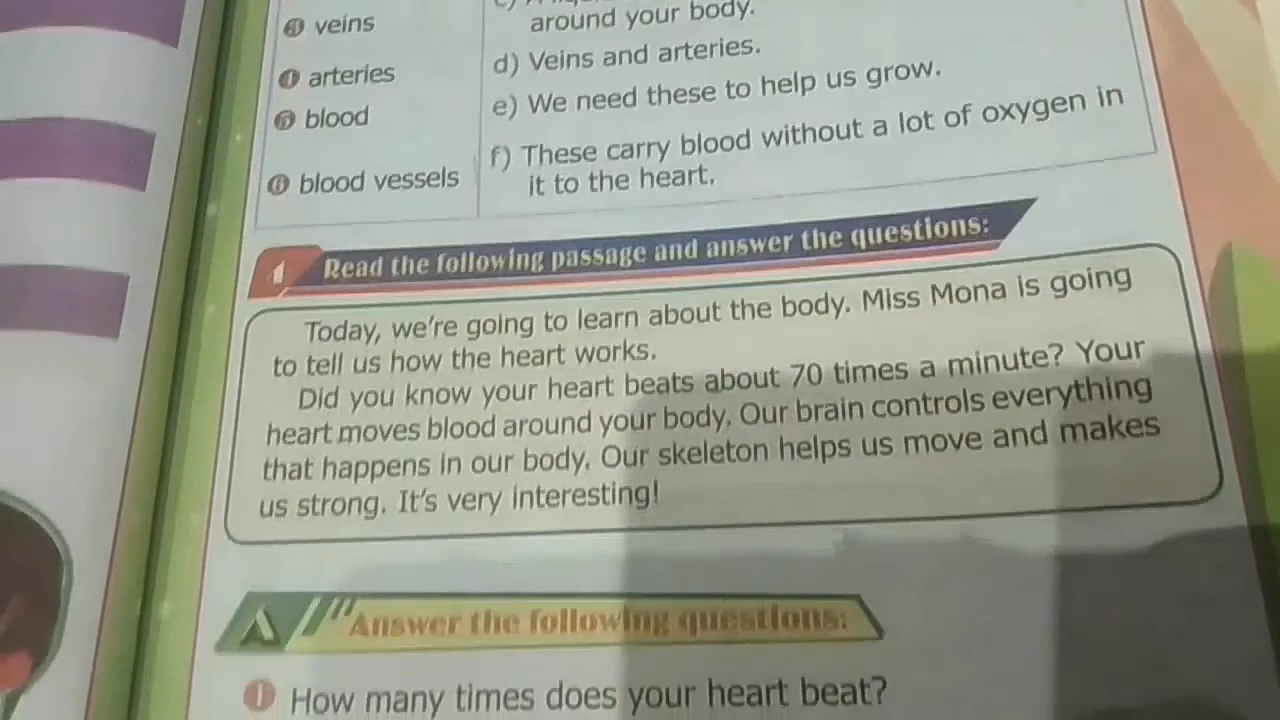 veins
around your body.
arteries
d) Veins and arteries.
blood
e) We need these to help us grow.
blood vessels
f) These carry blood without a lot of oxygen in
it to the heart.
Read the following passage and answer the questions:
Today, we're going to learn about the body. Miss Mona is going
to tell us how the heart works.
Did you know your heart beats about 70 times a minute? Your
heart moves blood around your body. Our brain controls everything
that happens in our body. Our skeleton helps us move and makes
us strong. It's very interesting!
A Answer the following questions:
1 How many times does your heart beat?